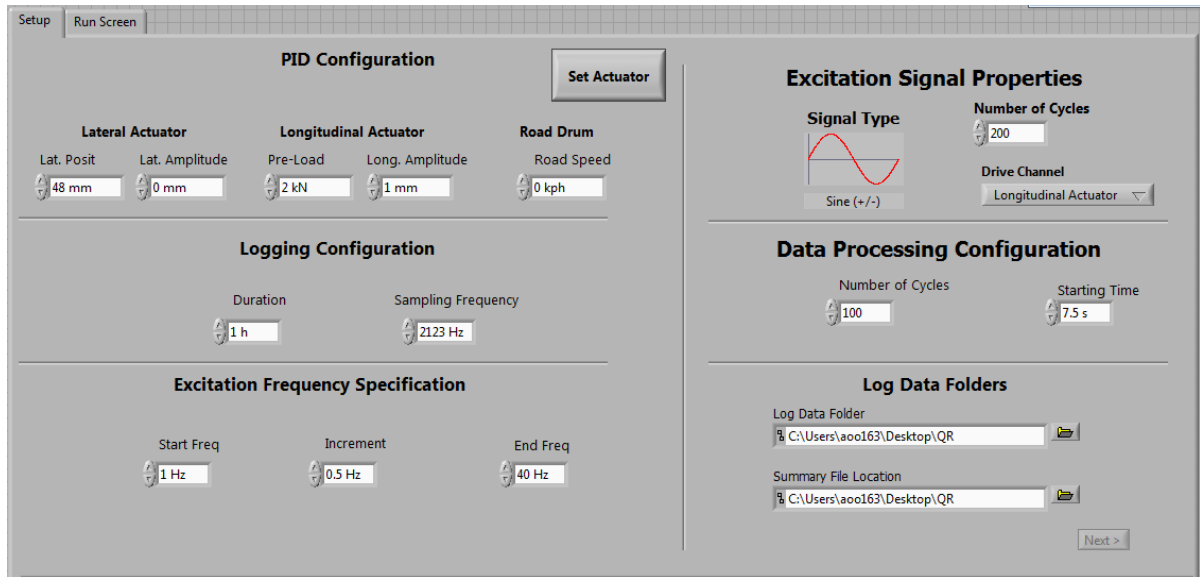 Setup Run Screen
PID Configuration
Set Actuator
Lateral Actuator Longitudinal Actuator Road Drum
Lat. Posit Lat. Amplitude Pre-Load Long. Amplitude Road Speed
48 mm 0 mm 2 kN 1 mm 0 kph
Logging Configuration
Duration Sampling Frequency
1 h 2123 Hz
Excitation Frequency Specification
Start Freq Increment End Freq
1 Hz 0.5 Hz 40 Hz
Excitation Signal Properties
Signal Type
Sine (+/-)
Number of Cycles
200
Drive Channel
Longitudinal Actuator
Data Processing Configuration
Number of Cycles Starting Time
100 7.5 s
Log Data Folders
Log Data Folder
C:\Users\aoo163\Desktop\QR
Summary File Location
C:\Users\aoo163\Desktop\QR
Next >